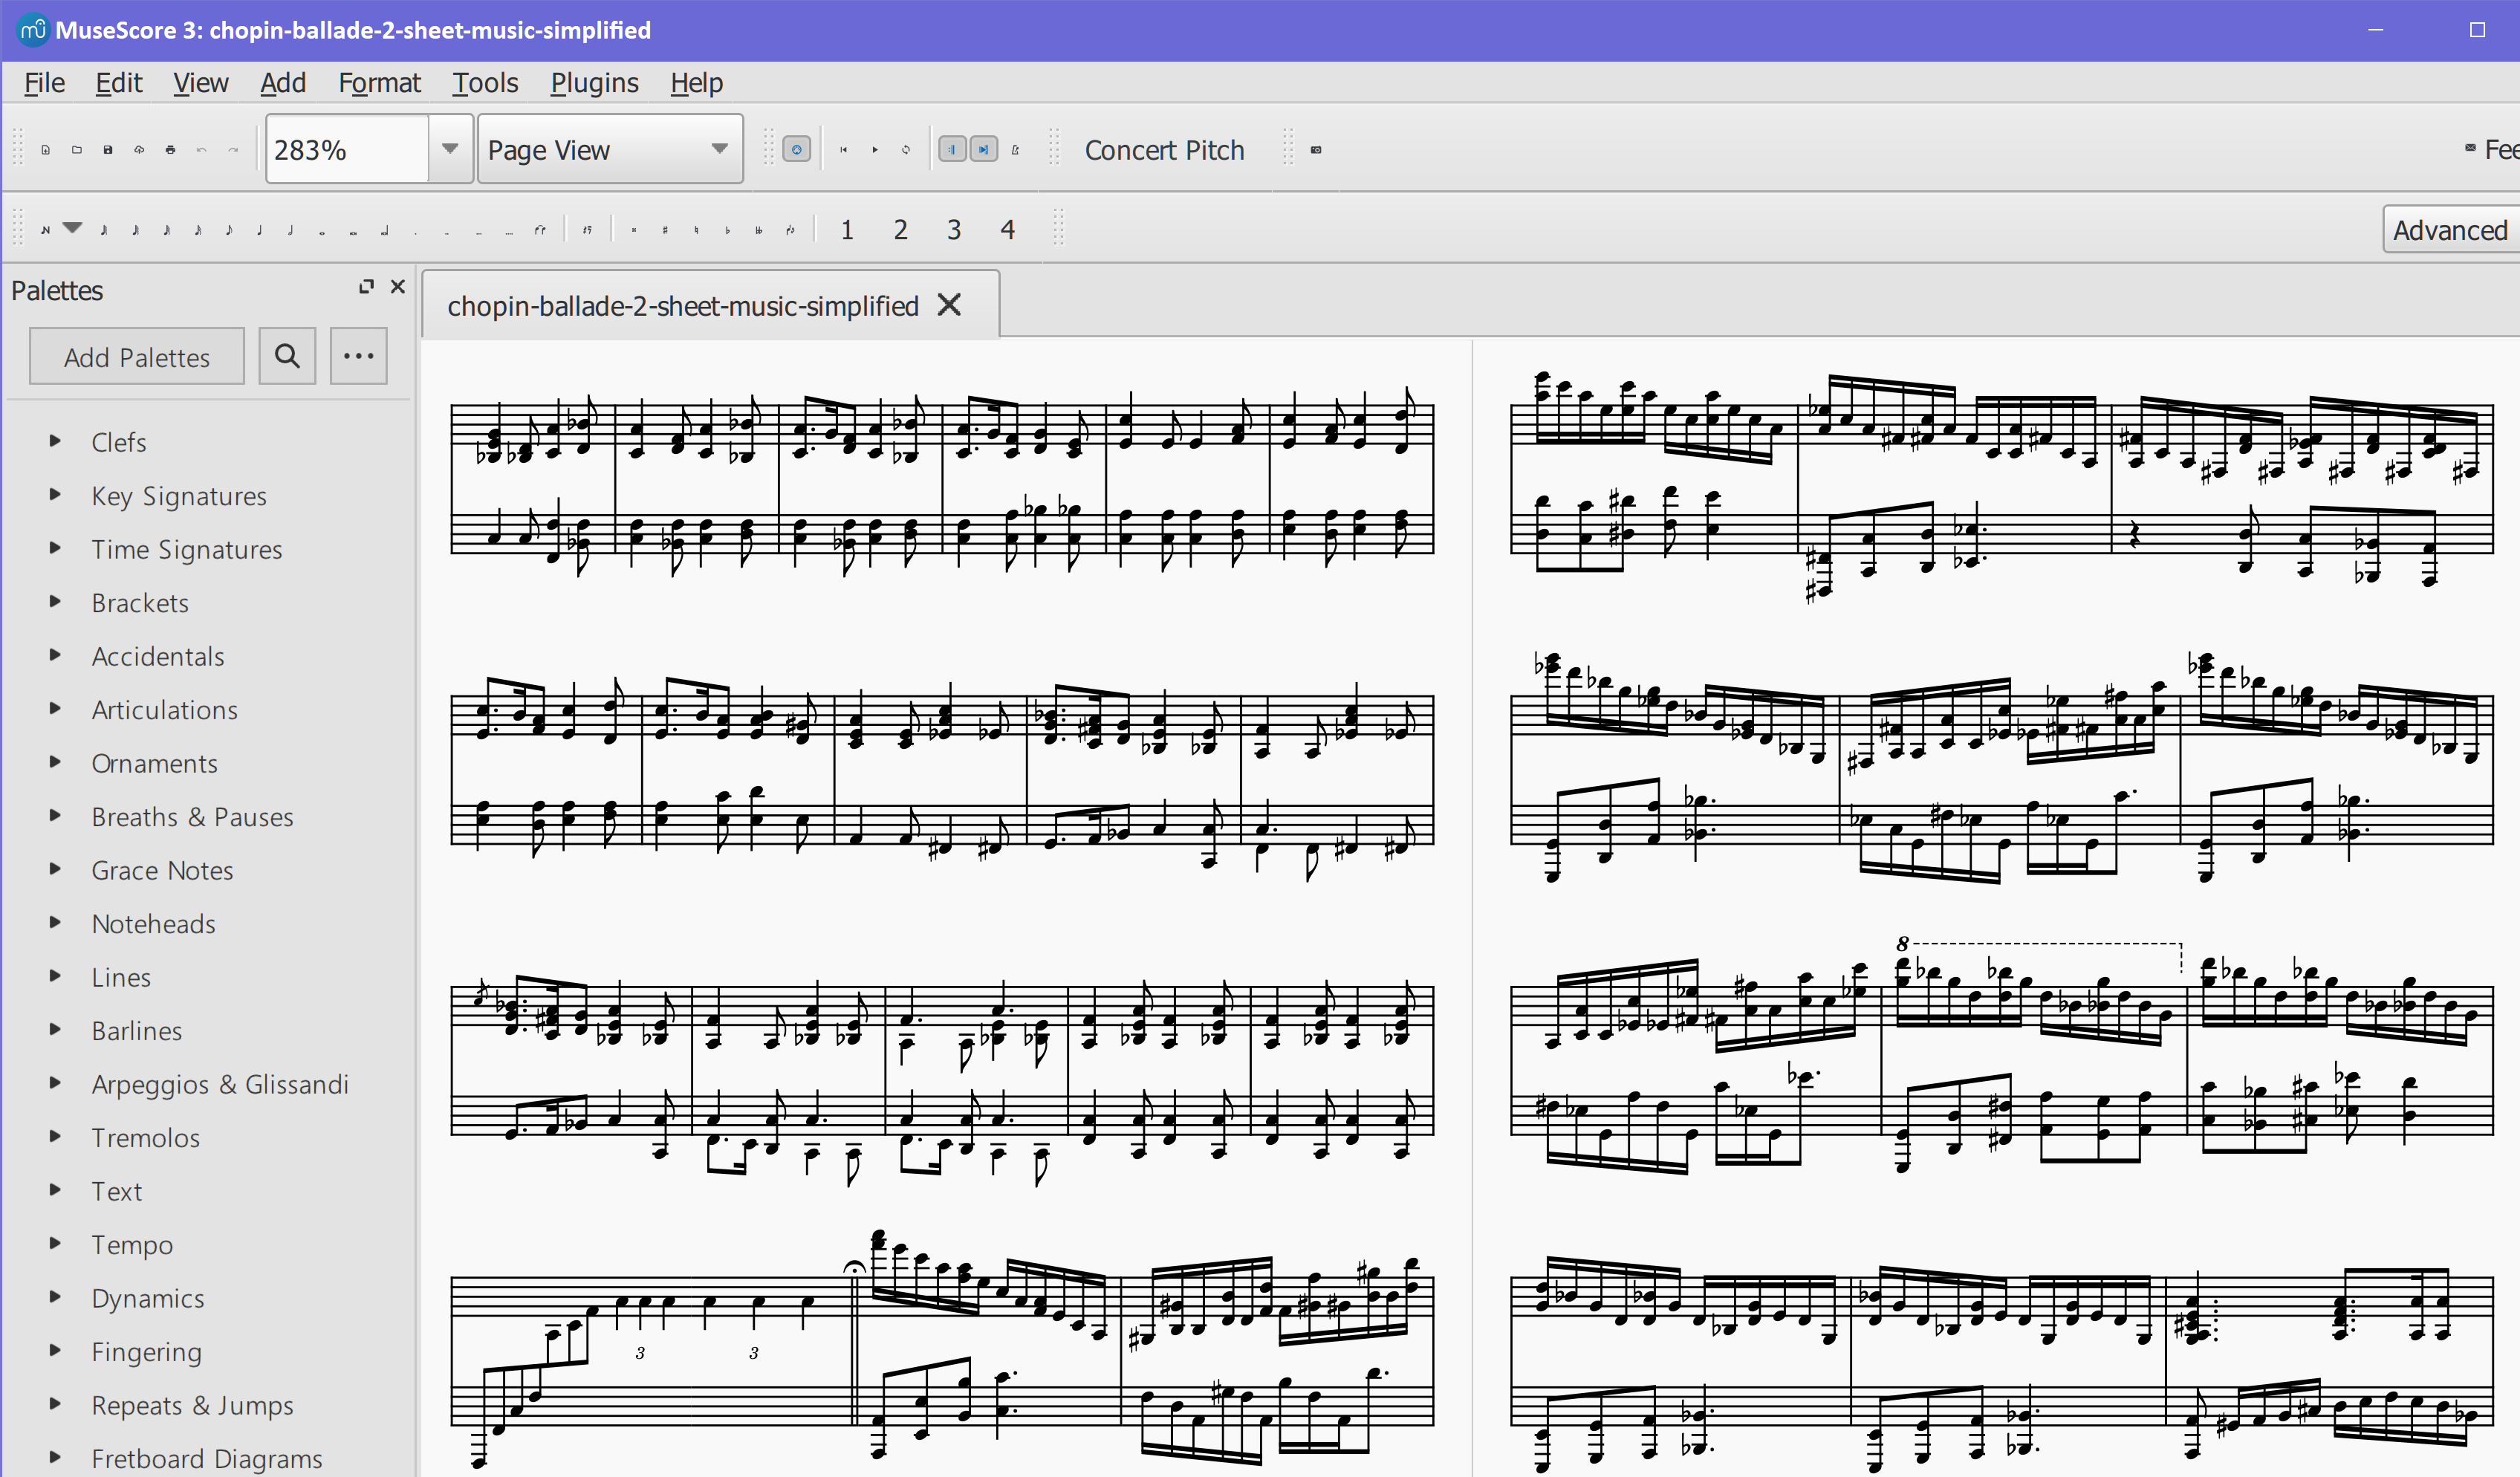 MuseScore 3: chopin-ballade-2-sheet-music-simplified
File Edit View Add Format Tools Plugins Help
283% Page View Concert Pitch Fee
1 2 3 4 Advanced
Palettes
chopin-ballade-2-sheet-music-simplified
Add Palettes
Clefs
Key Signatures
Time Signatures
Brackets
Accidentals
Articulations
Ornaments
Breaths & Pauses
Grace Notes
Noteheads
Lines
Barlines
Arpeggios & Glissandi
Tremolos
Text
Tempo
Dynamics
Fingering
Repeats & Jumps
Fretboard Diagrams
8
3 3